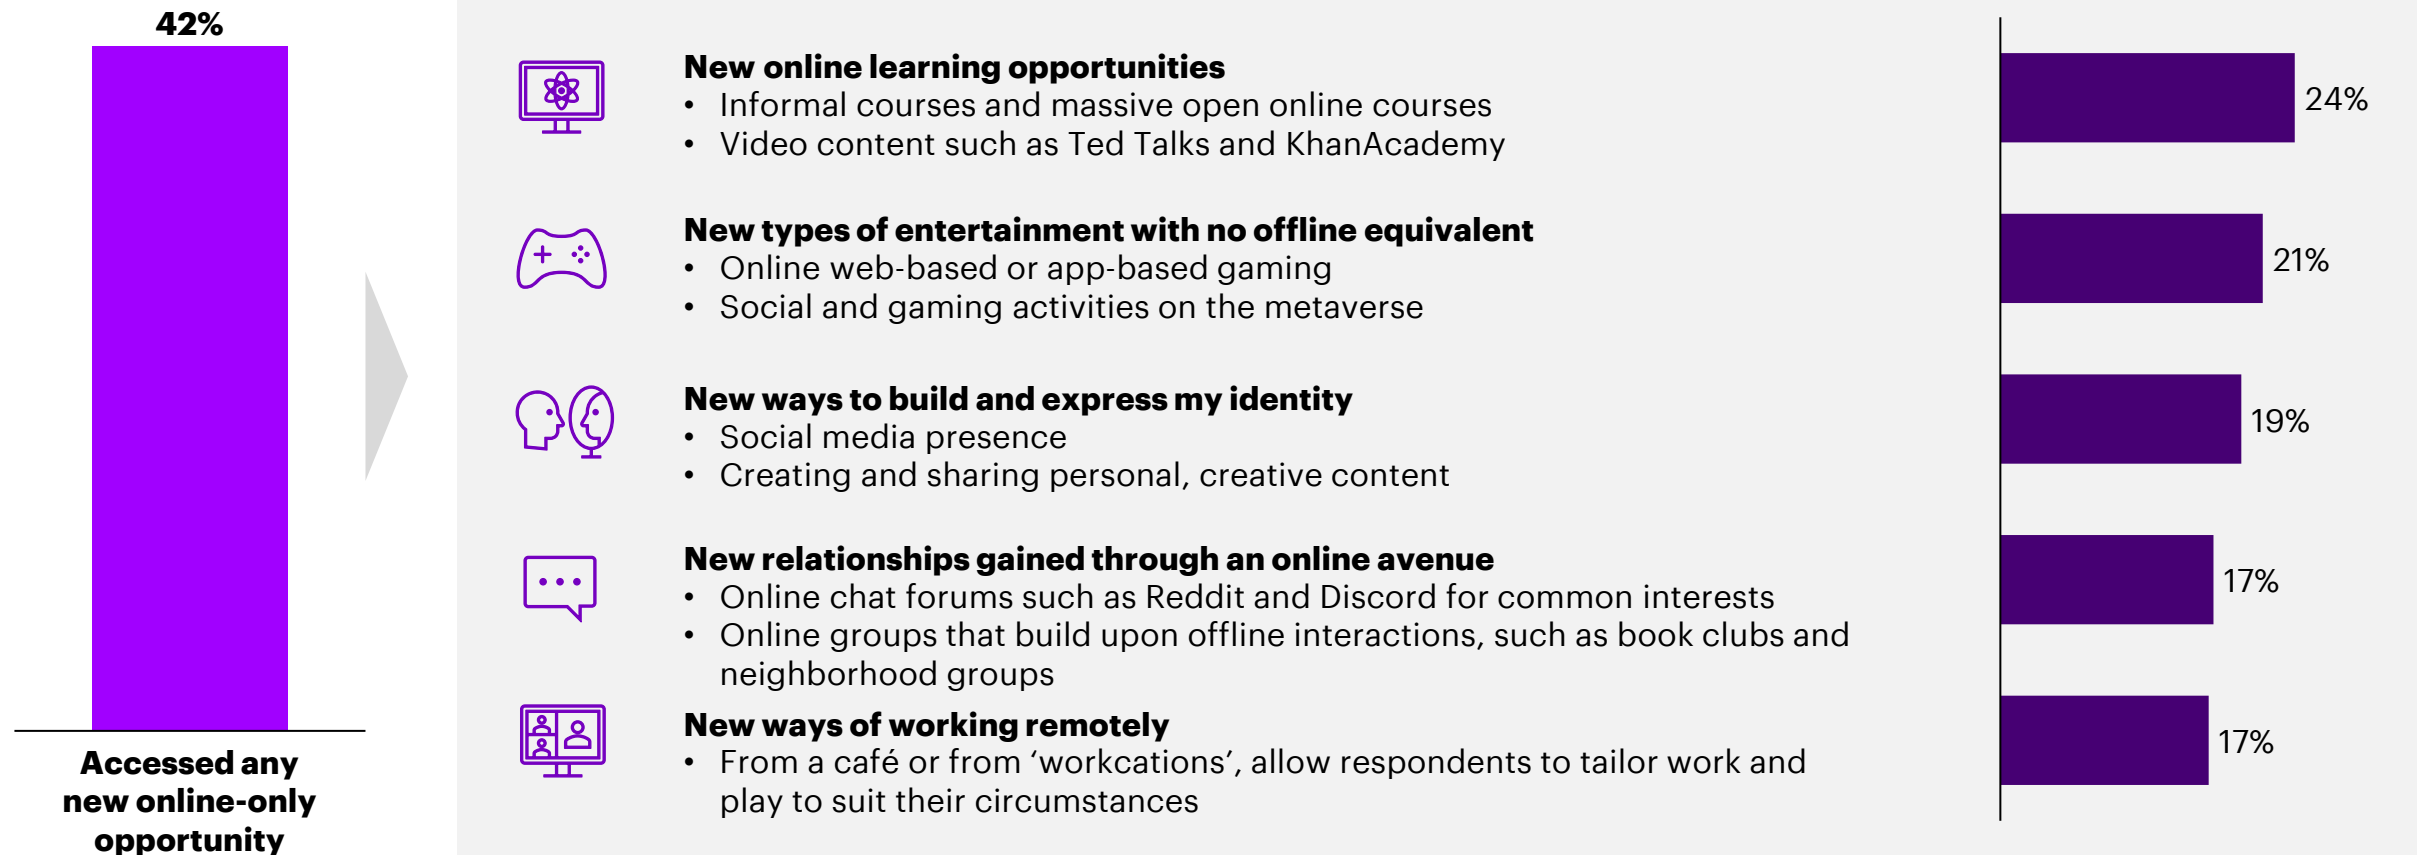 42%
Accessed any
new online-only
opportunity
New online learning opportunities
• Informal courses and massive open online courses
• Video content such as Ted Talks and KhanAcademy
24%
New types of entertainment with no offline equivalent
• Online web-based or app-based gaming
• Social and gaming activities on the metaverse
21%
New ways to build and express my identity
• Social media presence
• Creating and sharing personal, creative content
19%
New relationships gained through an online avenue
• Online chat forums such as Reddit and Discord for common interests
• Online groups that build upon offline interactions, such as book clubs and
neighborhood groups
17%
New ways of working remotely
• From a café or from ‘workcations’, allow respondents to tailor work and
play to suit their circumstances
17%